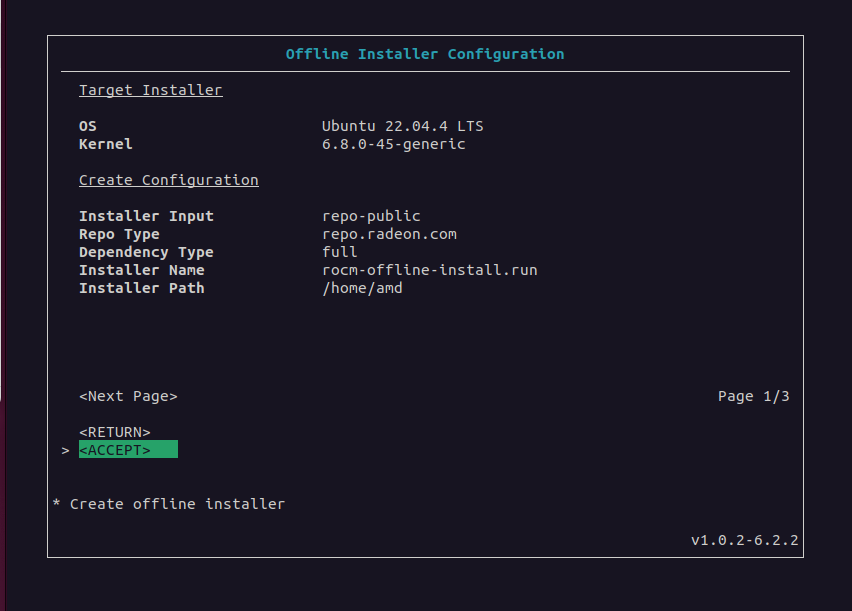 Offline Installer Configuration
Target Installer
OS Ubuntu 22.04.4 LTS
Kernel 6.8.0-45-generic
Create Configuration
Installer Input repo-public
Repo Type repo.radeon.com
Dependency Type full
Installer Name rocm-offline-install.run
Installer Path /home/amd
<Next Page> Page 1/3
<RETURN>
> <ACCEPT>
* Create offline installer
v1.0.2-6.2.2